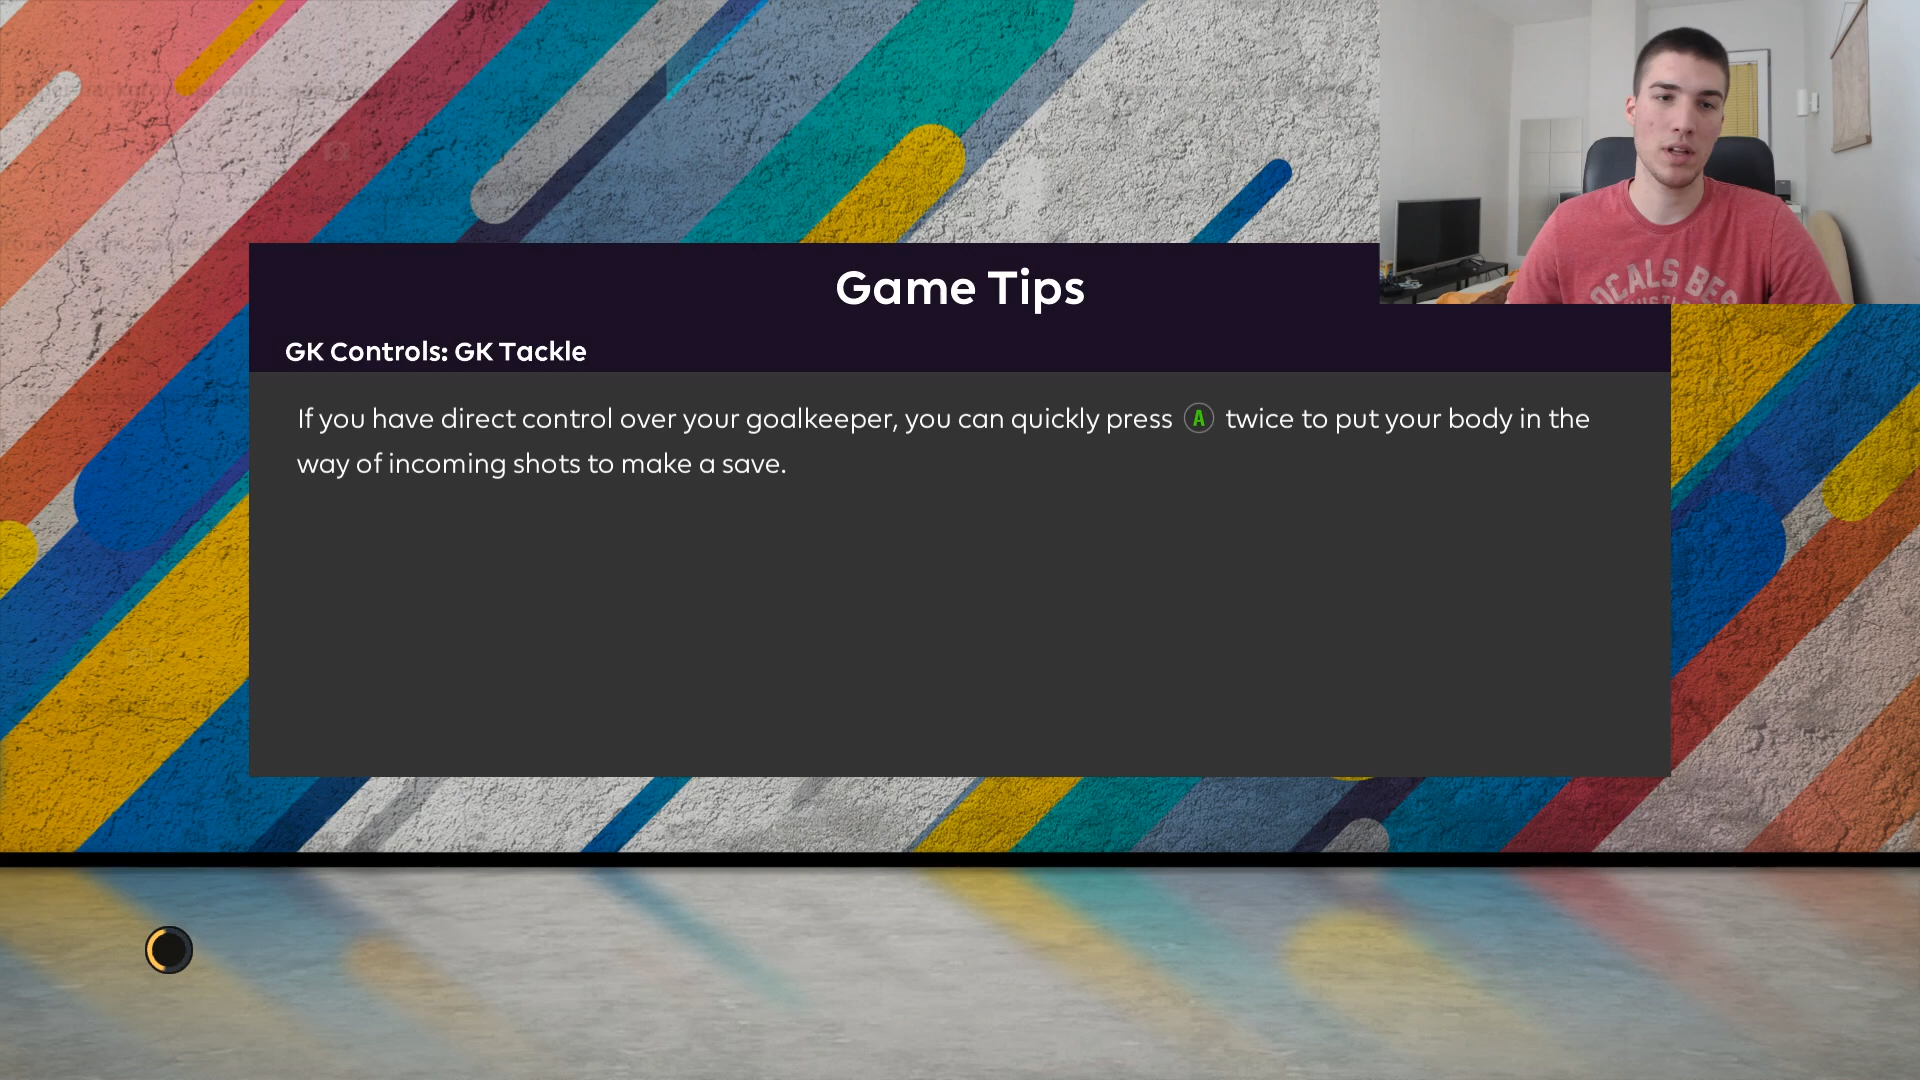 Game Tips
GK Controls: GK Tackle
If you have direct control over your goalkeeper, you can quickly press A twice to put your body in the
way of incoming shots to make a save.